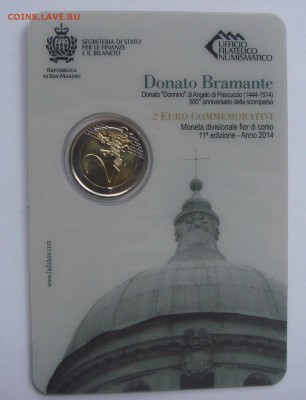 COINS.LAVE.RU
REPUBBLICA
DI SAN MARINO
SEGRETERIA DI STATO
PER LE FINANZE
E IL BILANCIO
UFFICIO
FILATELICO
NUMISMATICO
Donato Bramante
Donato "Donnino" di Angelo di Pascuccio (1444-1514)
500° anniversario della scomparsa
2 EURO COMMEMORATIVI
Moneta divisionale fior di conio
11ª edizione - Anno 2014
2